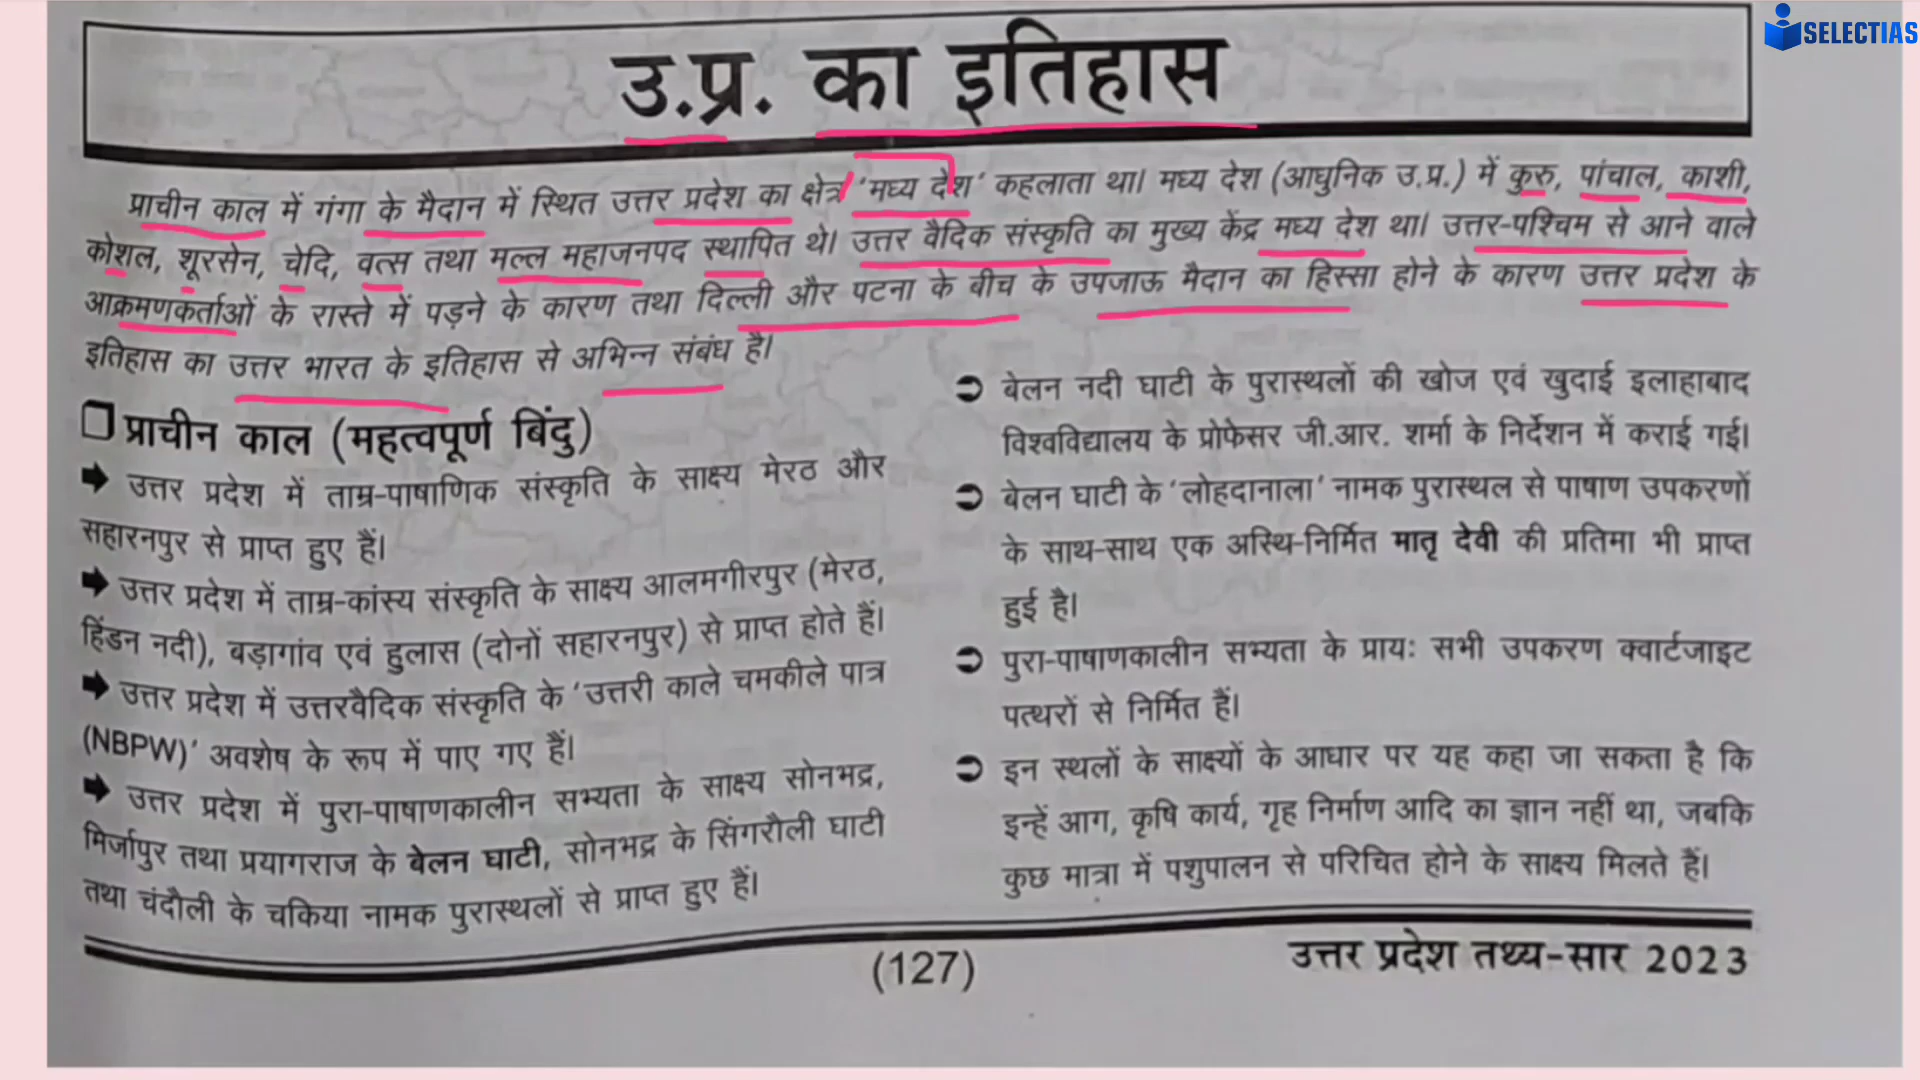 SELECTIAS
उ.प्र. का इतिहास
प्राचीन काल में गंगा के मैदान में स्थित उत्तर प्रदेश का क्षेत्र 'मध्य देश' कहलाता था। मध्य देश (आधुनिक उ.प्र.) में कुरु, पांचाल, काशी,
कोशल, शूरसेन, चेदि, वत्स तथा मल्ल महाजनपद स्थापित थे। उत्तर वैदिक संस्कृति का मुख्य केंद्र मध्य देश था। उत्तर-पश्चिम से आने वाले
आक्रमणकर्ताओं के रास्ते में पड़ने के कारण तथा दिल्ली और पटना के बीच के उपजाऊ मैदान का हिस्सा होने के कारण उत्तर प्रदेश के
इतिहास का उत्तर भारत के इतिहास से अभिन्न संबंध है।
❒ प्राचीन काल (महत्वपूर्ण बिंदु)
➡ उत्तर प्रदेश में ताम्र-पाषाणिक संस्कृति के साक्ष्य मेरठ और
सहारनपुर से प्राप्त हुए हैं।
➡ उत्तर प्रदेश में ताम्र-कांस्य संस्कृति के साक्ष्य आलमगीरपुर (मेरठ,
हिंडन नदी), बड़ागांव एवं हुलास (दोनों सहारनपुर) से प्राप्त होते हैं।
➡ उत्तर प्रदेश में उत्तरवैदिक संस्कृति के 'उत्तरी काले चमकीले पात्र
(NBPW)' अवशेष के रूप में पाए गए हैं।
➡ उत्तर प्रदेश में पुरा-पाषाणकालीन सभ्यता के साक्ष्य सोनभद्र,
मिर्जापुर तथा प्रयागराज के बेलन घाटी, सोनभद्र के सिंगरौली घाटी
तथा चंदौली के चकिया नामक पुरास्थलों से प्राप्त हुए हैं।
➲ बेलन नदी घाटी के पुरास्थलों की खोज एवं खुदाई इलाहाबाद
विश्वविद्यालय के प्रोफेसर जी.आर. शर्मा के निर्देशन में कराई गई।
➲ बेलन घाटी के 'लोहदानाला' नामक पुरास्थल से पाषाण उपकरणों
के साथ-साथ एक अस्थि-निर्मित मातृ देवी की प्रतिमा भी प्राप्त
हुई है।
➲ पुरा-पाषाणकालीन सभ्यता के प्रायः सभी उपकरण क्वार्टजाइट
पत्थरों से निर्मित हैं।
➲ इन स्थलों के साक्ष्यों के आधार पर यह कहा जा सकता है कि
इन्हें आग, कृषि कार्य, गृह निर्माण आदि का ज्ञान नहीं था, जबकि
कुछ मात्रा में पशुपालन से परिचित होने के साक्ष्य मिलते हैं।
(127)
उत्तर प्रदेश तथ्य-सार 2023